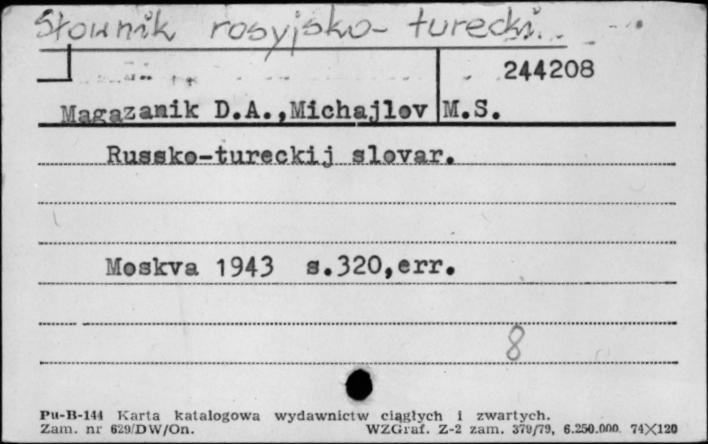 Słownik rosyjsko-turecki.
244208
Magazanik D.A.,Michajlov M.S.
Russko-tureckij slovar.
Moskva 1943 s.320,err.
8
Pu-B-144 Karta katalogowa wydawnictw ciągłych i zwartych.
Zam. nr 629/DW/On. WZGraf. Z-2 zam. 379/79, 6.250.000. 74X120